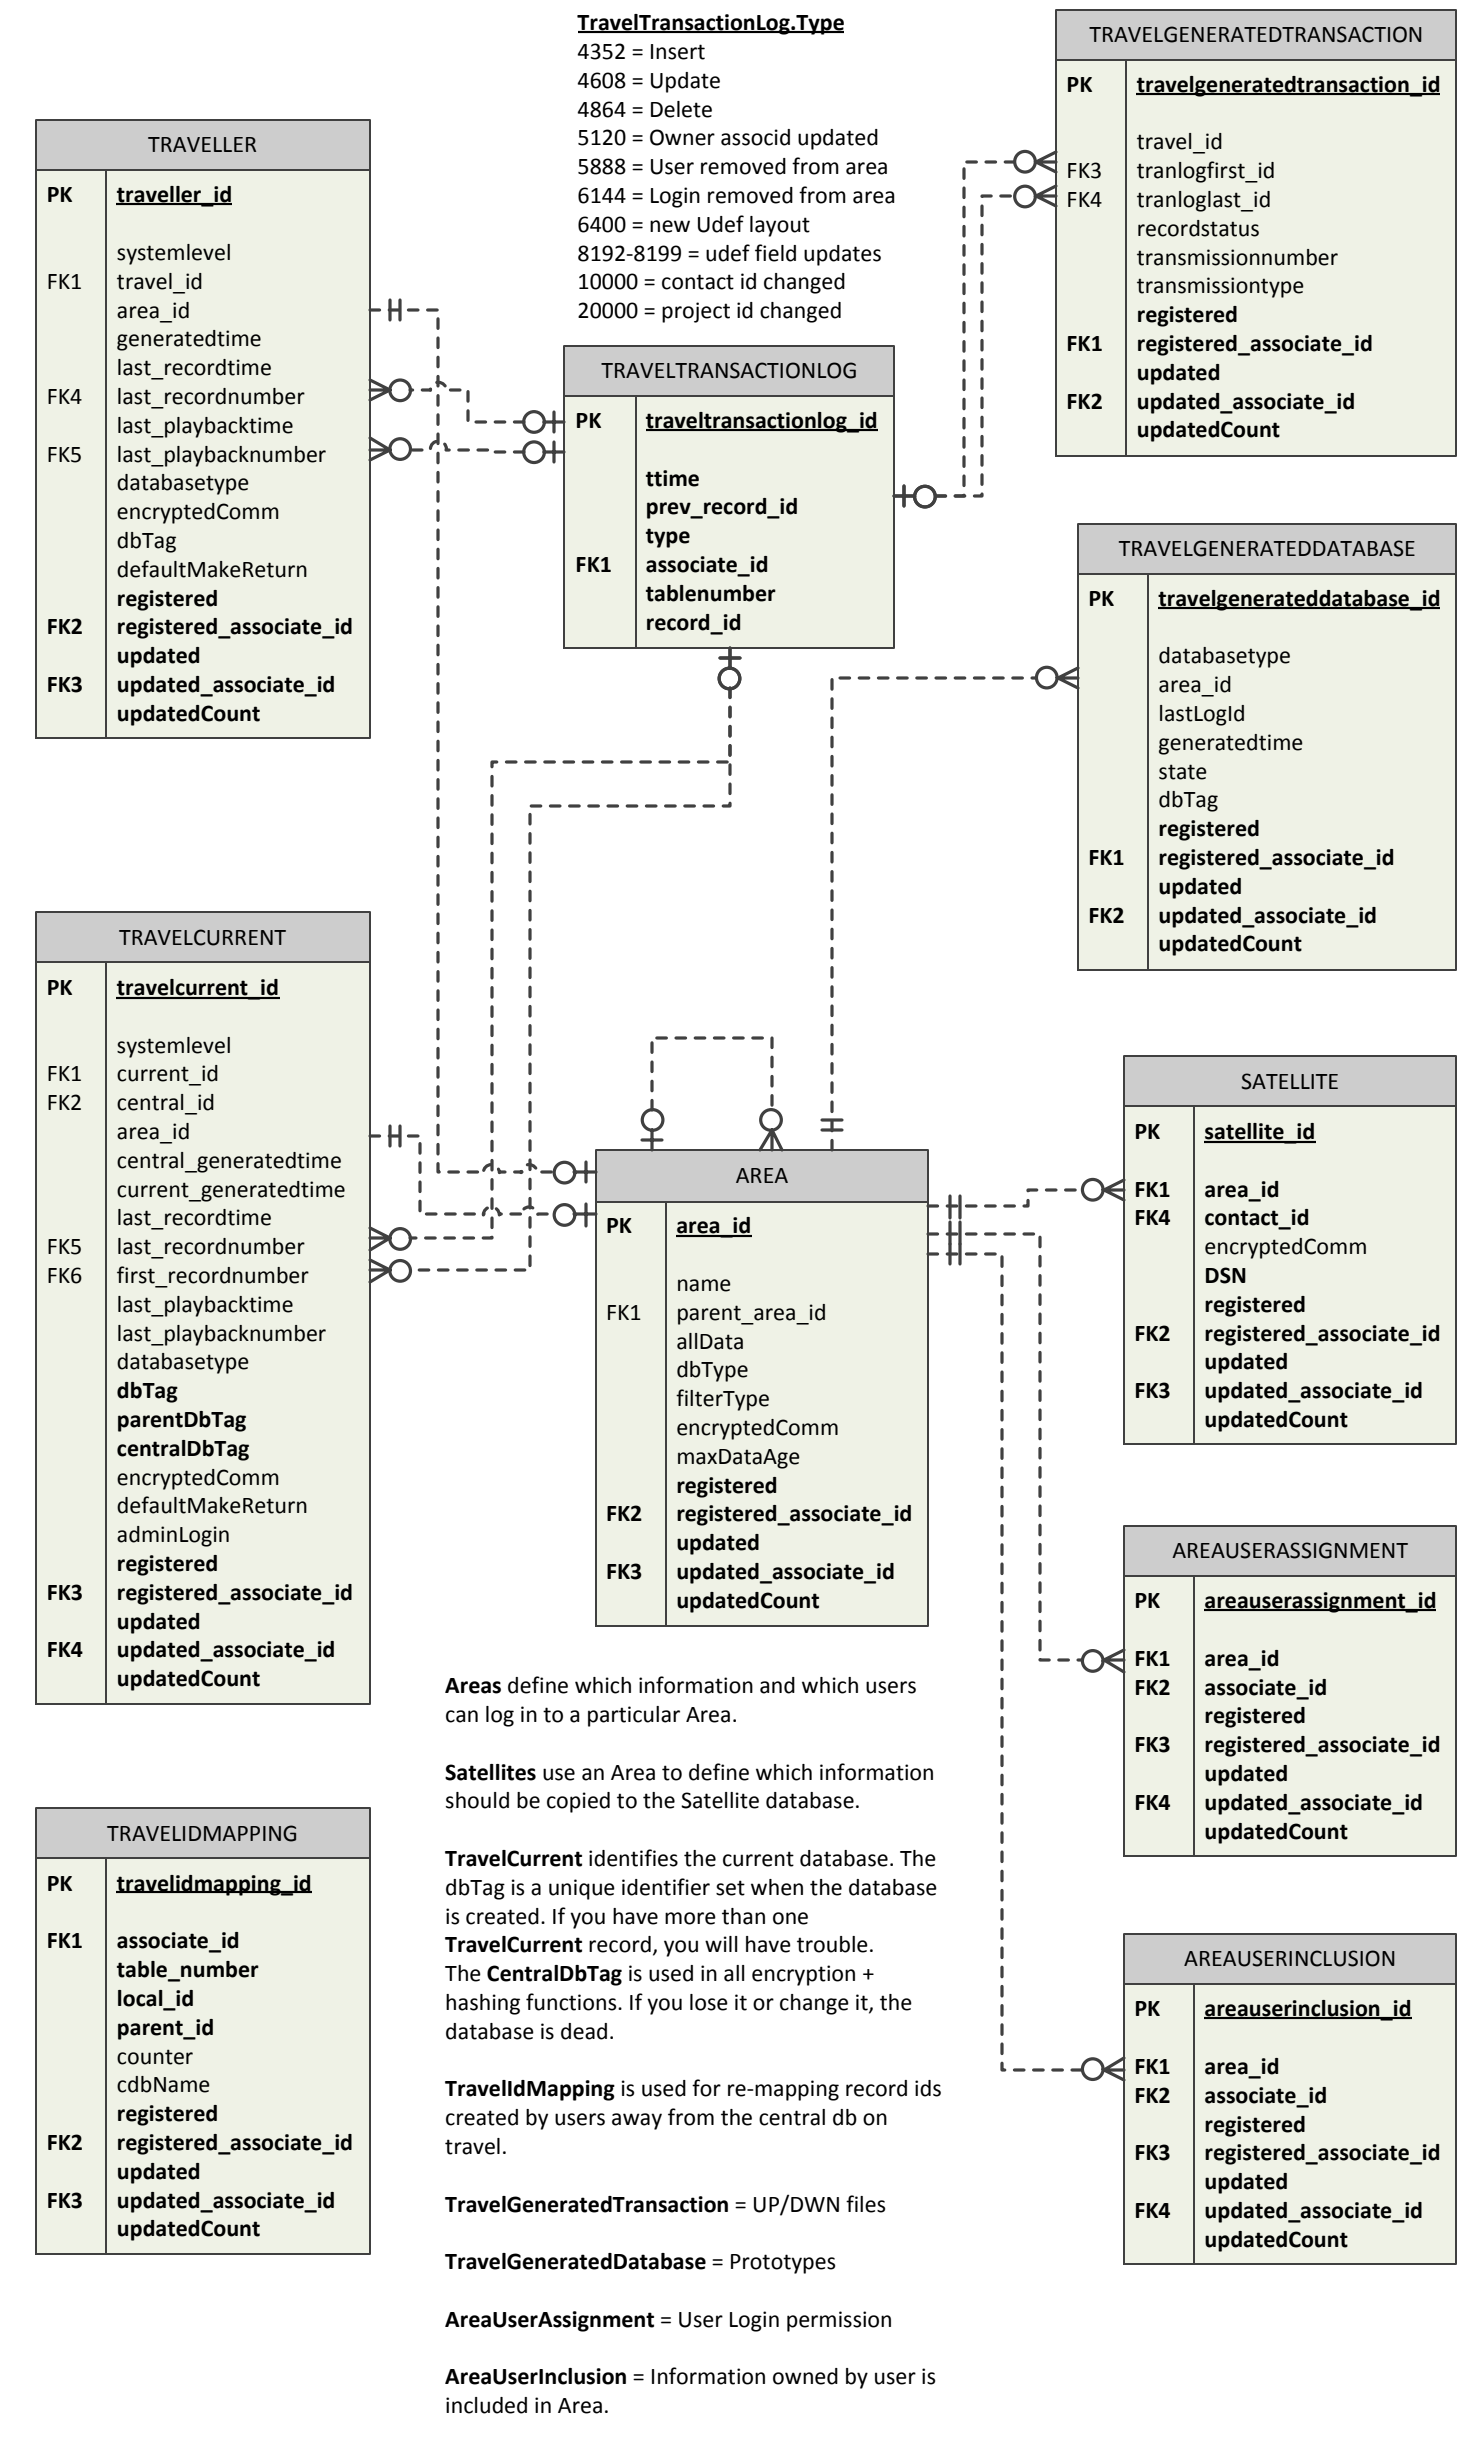 TravelTransactionLog.Type
4352 = Insert
4608 = Update
4864 = Delete
5120 = Owner associd updated
5888 = User removed from area
6144 = Login removed from area
6400 = new Udef layout
8192-8199 = udef field updates
10000 = contact id changed
20000 = project id changed
TRAVELLER
PK traveller_id
systemlevel
FK1 travel_id
area_id
generatedtime
last_recordtime
FK4 last_recordnumber
last_playbacktime
FK5 last_playbacknumber
databasetype
encryptedComm
dbTag
defaultMakeReturn
registered
FK2 registered_associate_id
updated
FK3 updated_associate_id
updatedCount
TRAVELTRANSACTIONLOG
PK traveltransactionlog_id
ttime
prev_record_id
type
FK1 associate_id
tablenumber
record_id
TRAVELGENERATEDTRANSACTION
PK travelgeneratedtransaction_id
travel_id
FK3 tranlogfirst_id
FK4 tranloglast_id
recordstatus
transmissionnumber
transmissiontype
registered
FK1 registered_associate_id
updated
FK2 updated_associate_id
updatedCount
TRAVELGENERATEDDATABASE
PK travelgenerateddatabase_id
databasetype
area_id
lastLogId
generatedtime
state
dbTag
registered
FK1 registered_associate_id
updated
FK2 updated_associate_id
updatedCount
TRAVELCURRENT
PK travelcurrent_id
systemlevel
FK1 current_id
FK2 central_id
area_id
central_generatedtime
current_generatedtime
last_recordtime
FK5 last_recordnumber
FK6 first_recordnumber
last_playbacktime
last_playbacknumber
databasetype
dbTag
parentDbTag
centralDbTag
encryptedComm
defaultMakeReturn
adminLogin
registered
FK3 registered_associate_id
updated
FK4 updated_associate_id
updatedCount
AREA
PK area_id
name
FK1 parent_area_id
allData
dbType
filterType
encryptedComm
maxDataAge
registered
FK2 registered_associate_id
updated
FK3 updated_associate_id
updatedCount
SATELLITE
PK satellite_id
FK1 area_id
FK4 contact_id
encryptedComm
DSN
registered
FK2 registered_associate_id
updated
FK3 updated_associate_id
updatedCount
AREAUSERASSIGNMENT
PK areauserassignment_id
FK1 area_id
FK2 associate_id
registered
FK3 registered_associate_id
updated
FK4 updated_associate_id
updatedCount
TRAVELIDMAPPING
PK travelidmapping_id
FK1 associate_id
table_number
local_id
parent_id
counter
cdbName
registered
FK2 registered_associate_id
updated
FK3 updated_associate_id
updatedCount
Areas define which information and which users
can log in to a particular Area.
Satellites use an Area to define which information
should be copied to the Satellite database.
TravelCurrent identifies the current database. The
dbTag is a unique identifier set when the database
is created. If you have more than one
TravelCurrent record, you will have trouble.
The CentralDbTag is used in all encryption +
hashing functions. If you lose it or change it, the
database is dead.
TravelIdMapping is used for re-mapping record ids
created by users away from the central db on
travel.
TravelGeneratedTransaction = UP/DWN files
TravelGeneratedDatabase = Prototypes
AreaUserAssignment = User Login permission
AreaUserInclusion = Information owned by user is
included in Area.
AREAUSERINCLUSION
PK areauserinclusion_id
FK1 area_id
FK2 associate_id
registered
FK3 registered_associate_id
updated
FK4 updated_associate_id
updatedCount